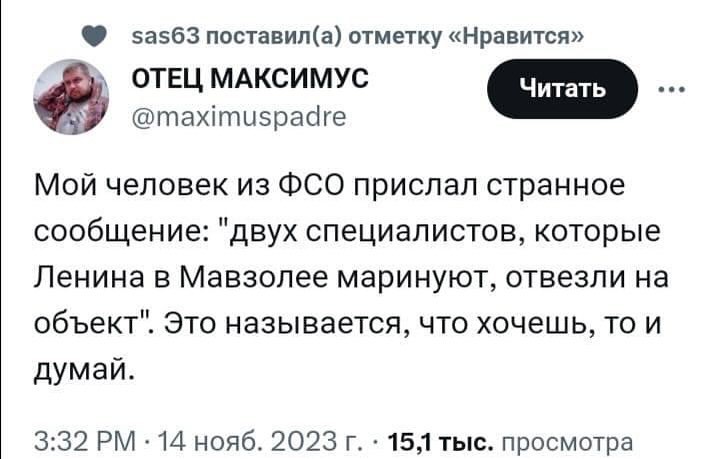 sas63 поставил(а) отметку «Нравится»
ОТЕЦ МАКСИМУС
@maximuspadre
Читать
Мой человек из ФСО прислал странное
сообщение: "двух специалистов, которые
Ленина в Мавзолее маринуют, отвезли на
объект". Это называется, что хочешь, то и
думай.
3:32 PM · 14 нояб. 2023 г. · 15,1 тыс. просмотра